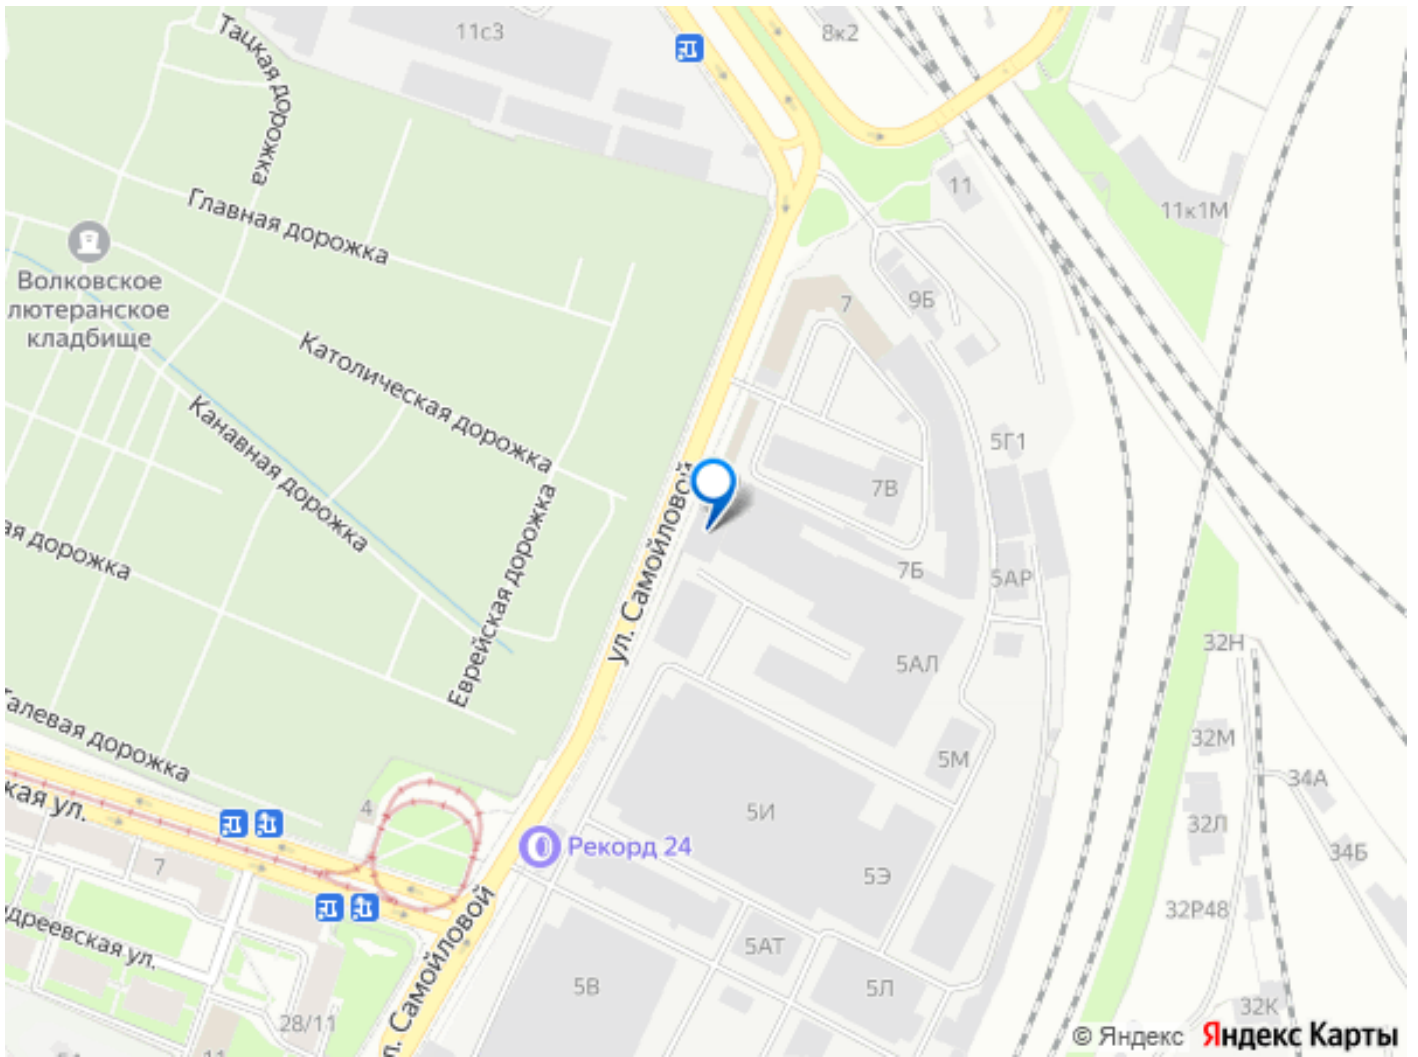 11с3
8к2
Тацкая дорожка
11
11к1М
Главная дорожка
Волковское
лютеранское
кладбище
7
9Б
Католическая дорожка
Канавная дорожка
5Г1
7В
ул. Самойловой
Еврейская дорожка
ая дорожка
7Б
5АР
32Н
5АЛ
алевая дорожка
32М
5М
34А
кая ул.
4
5И
32Л
Рекорд 24
34Б
7
5Э
32Р48
дреевская ул.
л. Самойловой
5АТ
5В
5Л
32К
28/11
11
© Яндекс Яндекс Карты